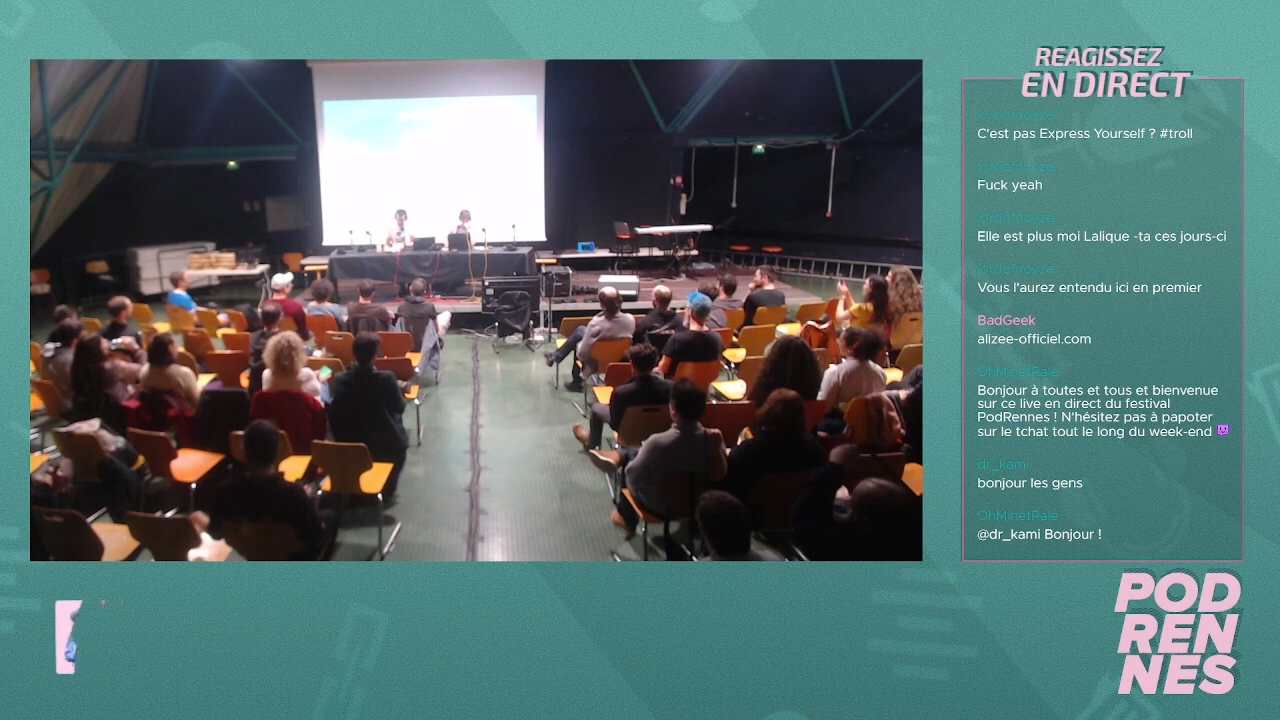 REAGISSEZ
EN DIRECT
C'est pas Express Yourself ? #troll
Fuck yeah
Elle est plus moi Lalique -ta ces jours-ci
Vous l'aurez entendu ici en premier
BadGeek
alizee-officiel.com
OhMinetRaie
Bonjour à toutes et tous et bienvenue
sur ce live en direct du festival
PodRennes ! N'hésitez pas à papoter
sur le tchat tout le long du week-end
dr_kami
bonjour les gens
OhMinetRaie
@dr_kami Bonjour !
POD
REN
NES